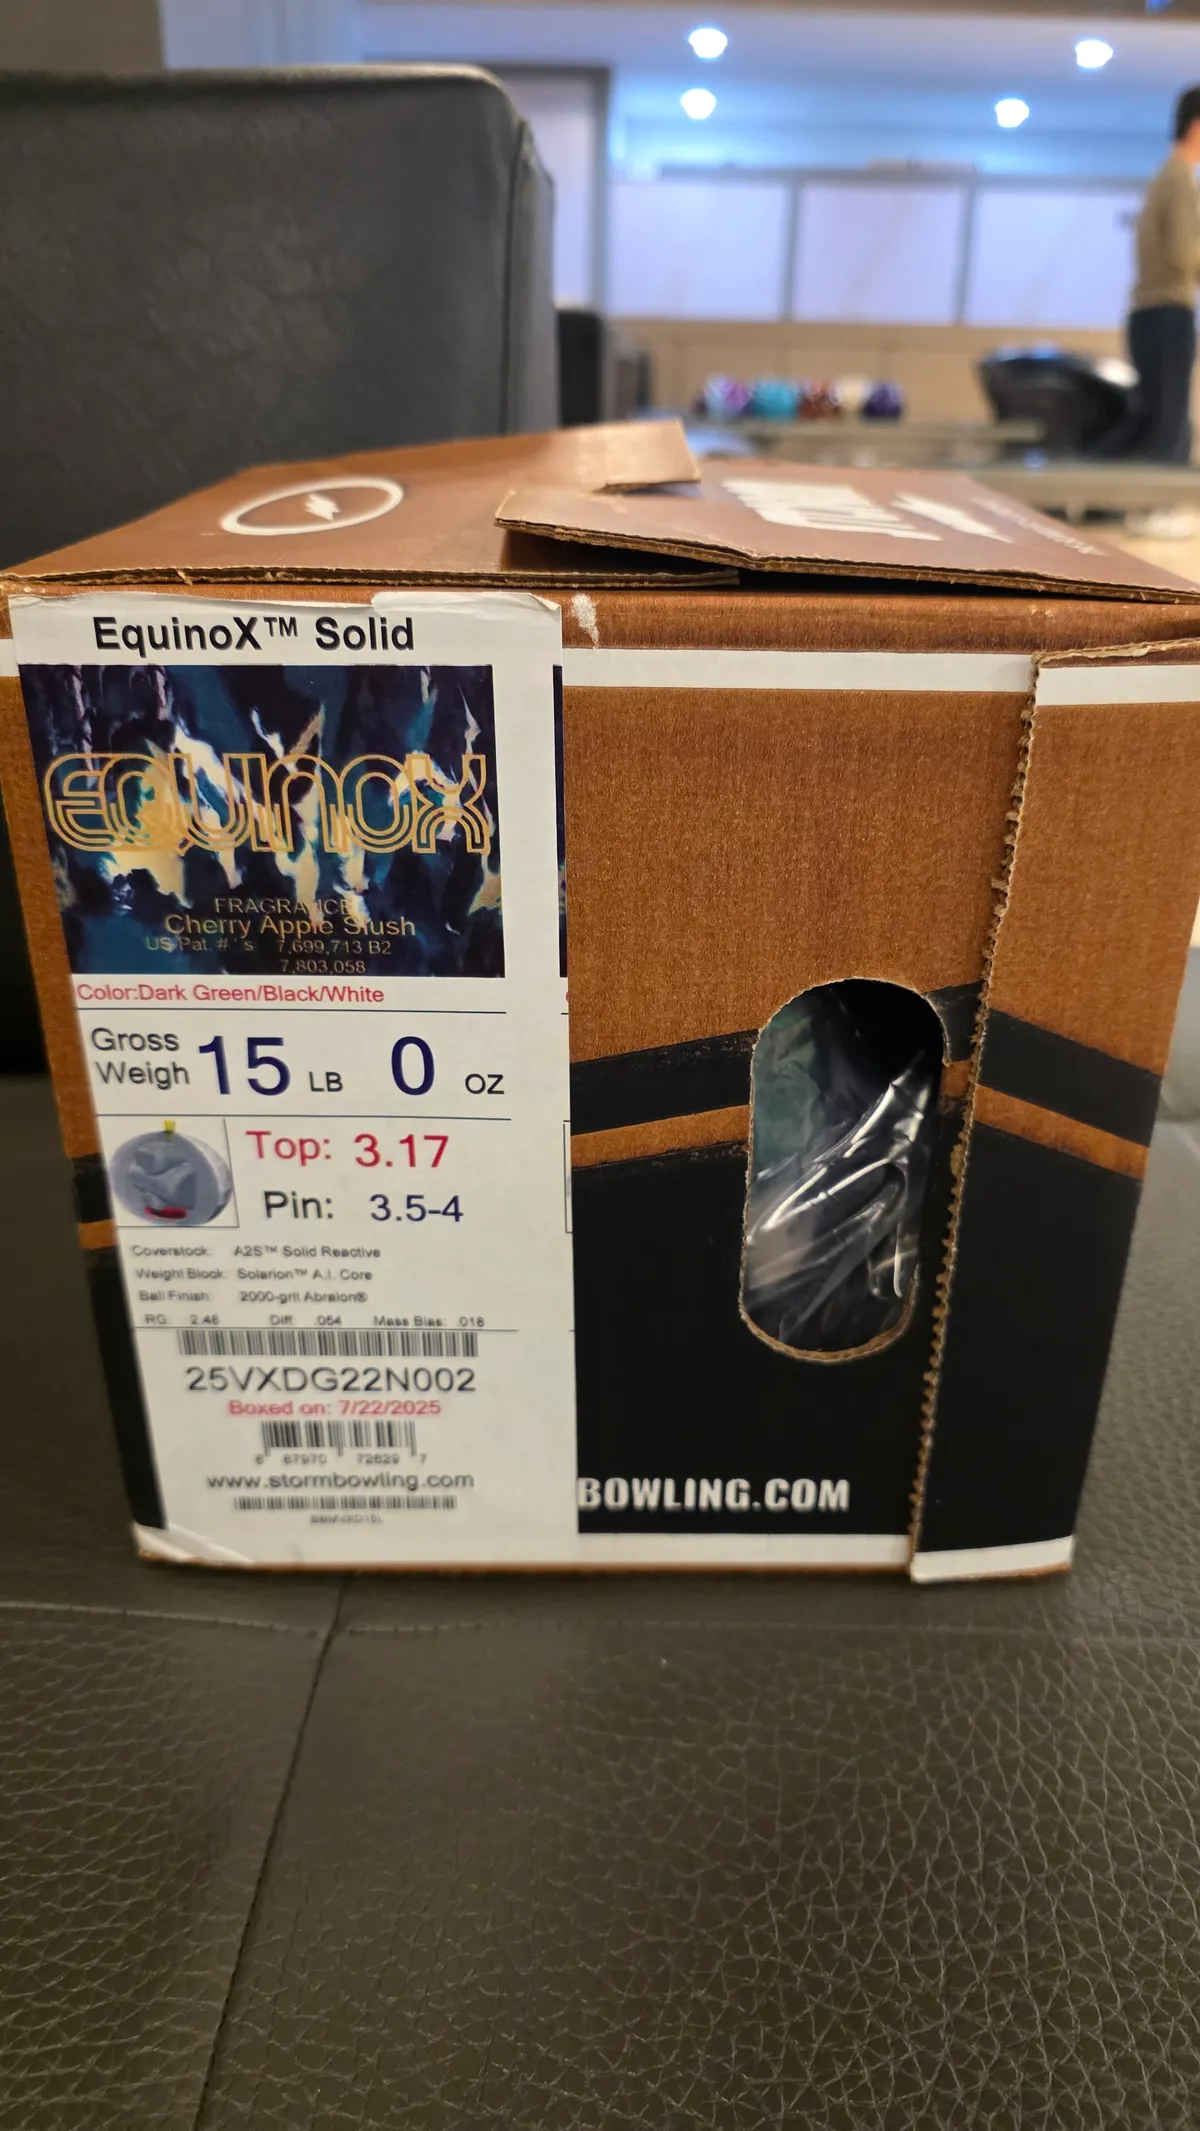 EquinoX™ Solid
EQUINOX
FRAGRANCE
Cherry Apple Slush
US Pat. #'s 7,699,713 B2
7,803,058
Color:Dark Green/Black/White
Gross Weigh 15 LB 0 OZ
Top: 3.17
Pin: 3.5-4
Coverstock: A2S™ Solid Reactive
Weight Block: Solarion™ A.I. Core
Ball Finish: 2000-grit Abralon®
RG: 2.48 Diff: .054 Mass Bias: .018
25VXDG22N002
Boxed on: 7/22/2025
www.stormbowling.com
BOWLING.COM